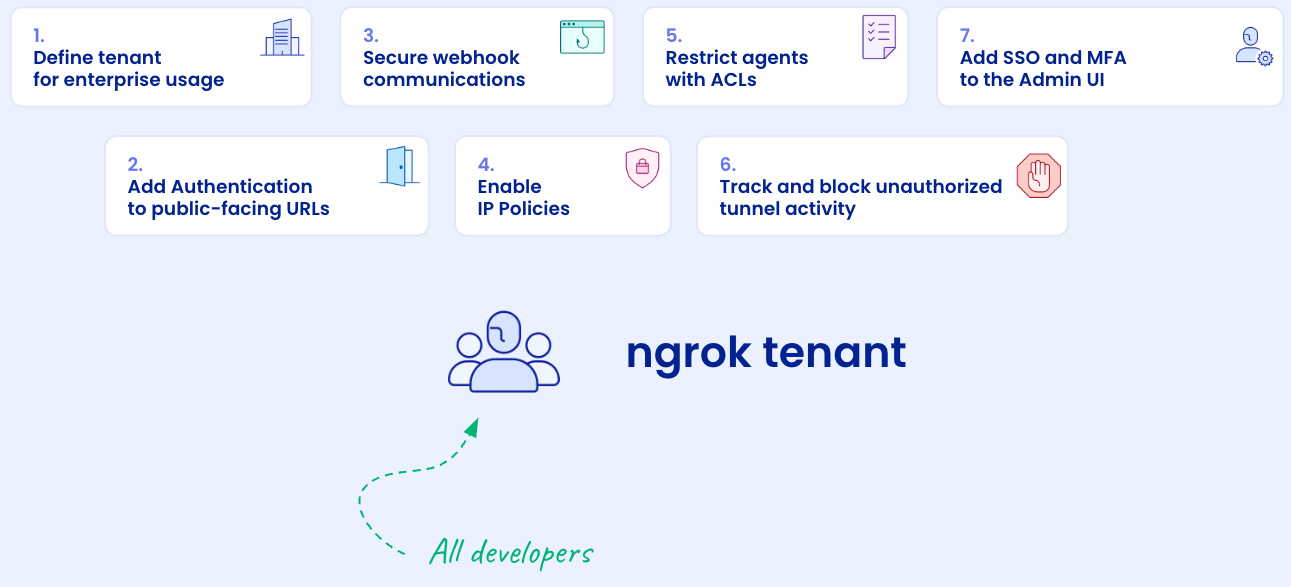 1.
Define tenant
for enterprise usage
3.
Secure webhook
communications
5.
Restrict agents
with ACLs
7.
Add SSO and MFA
to the Admin UI
2.
Add Authentication
to public-facing URLs
4.
Enable
IP Policies
6.
Track and block unauthorized
tunnel activity
ngrok tenant
All developers